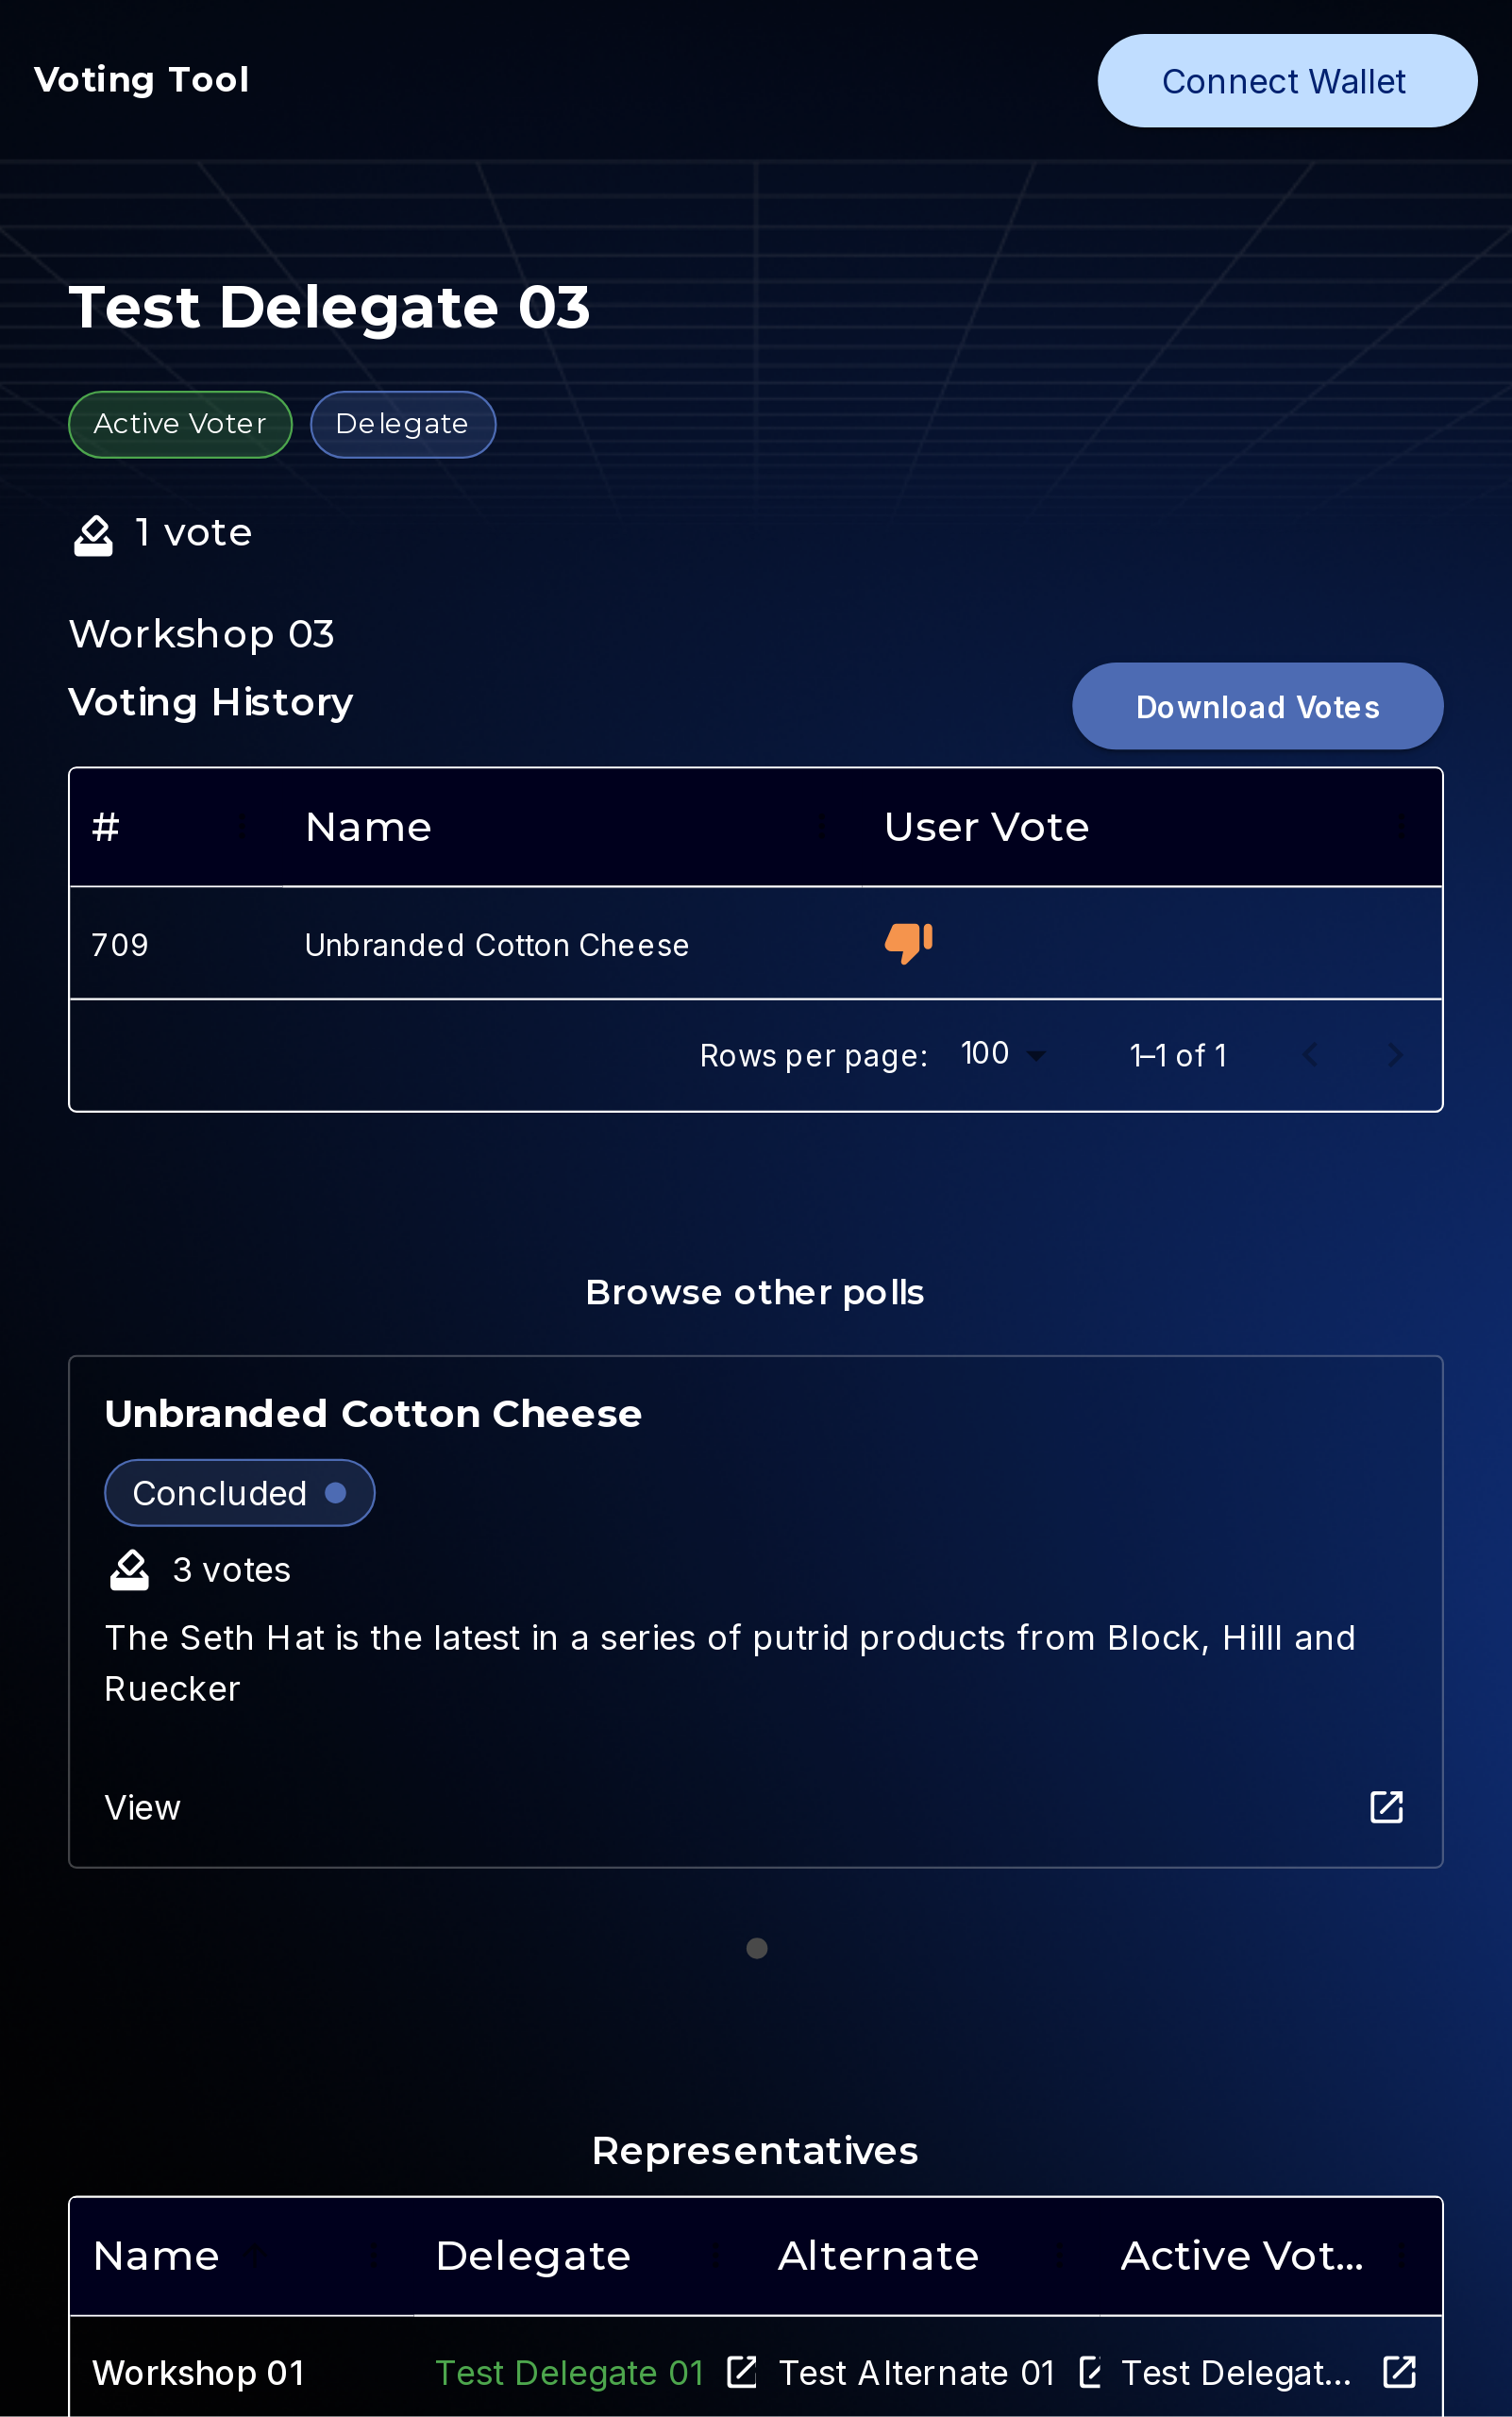 Voting Tool
Connect Wallet
Test Delegate 03
Active Voter
Delegate
1 vote
Workshop 03
Voting History
Download Votes
# Name User Vote
709 Unbranded Cotton Cheese
Rows per page: 100 1–1 of 1
Browse other polls
Unbranded Cotton Cheese
Concluded
3 votes
The Seth Hat is the latest in a series of putrid products from Block, Hilll and
Ruecker
View
Representatives
Name Delegate Alternate Active Vot...
Workshop 01 Test Delegate 01 Test Alternate 01 Test Delegat...